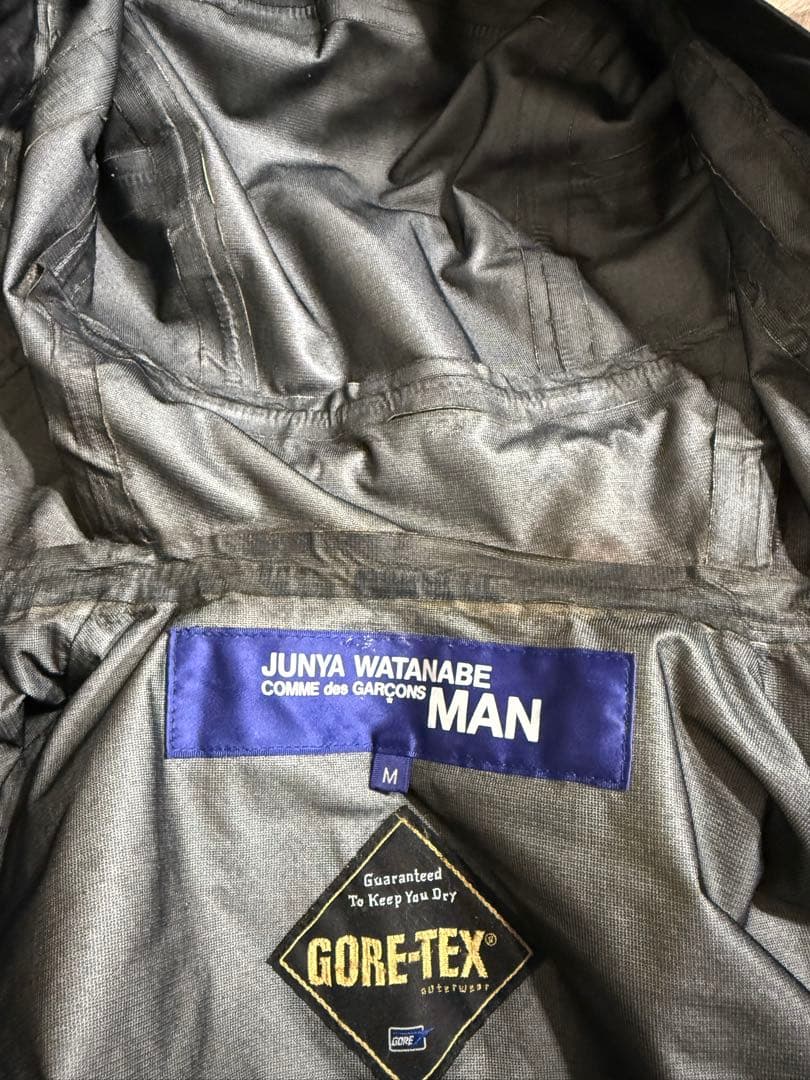 JUNYA WATANABE
COMME des GARÇONS MAN
M
Guaranteed
To Keep You Dry
GORE-TEX®
outerwear
GORE